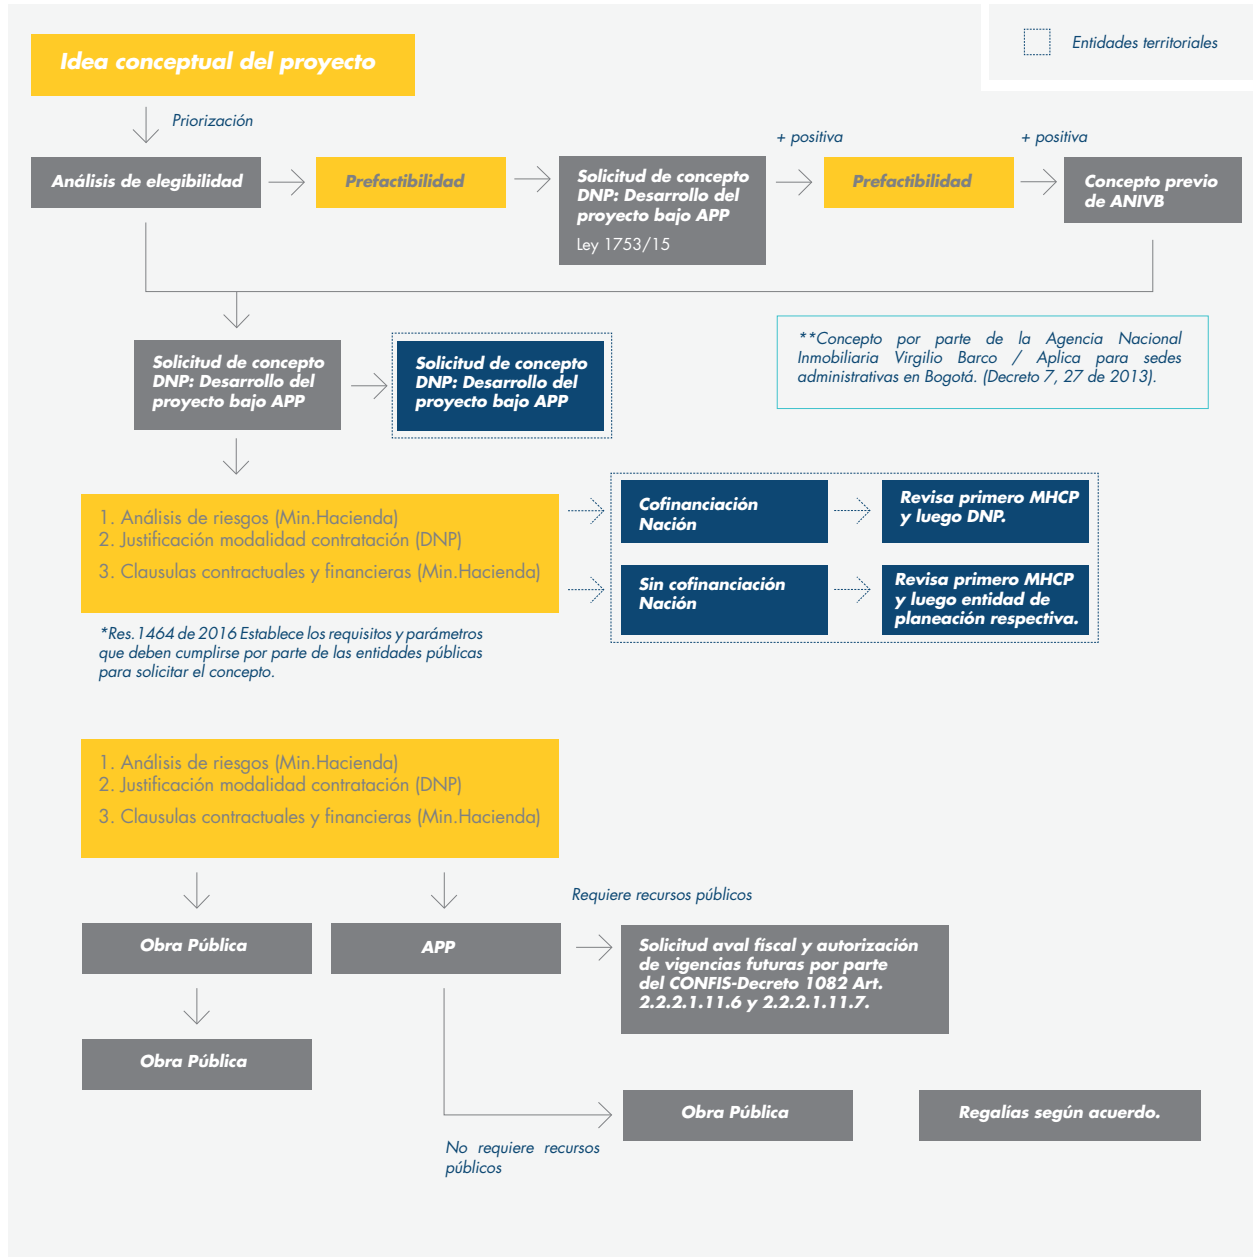 Idea conceptual del proyecto
Entidades territoriales
Priorización
+ positiva
+ positiva
Análisis de elegibilidad
Prefactibilidad
Solicitud de concepto
DNP: Desarrollo del
proyecto bajo APP
Ley 1753/15
Prefactibilidad
Concepto previo
de ANIVB
**Concepto por parte de la Agencia Nacional
Inmobiliaria Virgilio Barco / Aplica para sedes
administrativas en Bogotá. (Decreto 7, 27 de 2013).
Solicitud de concepto
DNP: Desarrollo del
proyecto bajo APP
Solicitud de concepto
DNP: Desarrollo del
proyecto bajo APP
1. Análisis de riesgos (Min.Hacienda)
2. Justificación modalidad contratación (DNP)
3. Clausulas contractuales y financieras (Min.Hacienda)
Cofinanciación
Nación
Revisa primero MHCP
y luego DNP.
Sin cofinanciación
Nación
Revisa primero MHCP
y luego entidad de
planeación respectiva.
*Res.1464 de 2016 Establece los requisitos y parámetros
que deben cumplirse por parte de las entidades públicas
para solicitar el concepto.
1. Análisis de riesgos (Min.Hacienda)
2. Justificación modalidad contratación (DNP)
3. Clausulas contractuales y financieras (Min.Hacienda)
Requiere recursos públicos
Obra Pública
APP
Solicitud aval fiscal y autorización
de vigencias futuras por parte
del CONFIS-Decreto 1082 Art.
2.2.2.1.11.6 y 2.2.2.1.11.7.
Obra Pública
Obra Pública
Regalías según acuerdo.
No requiere recursos
públicos